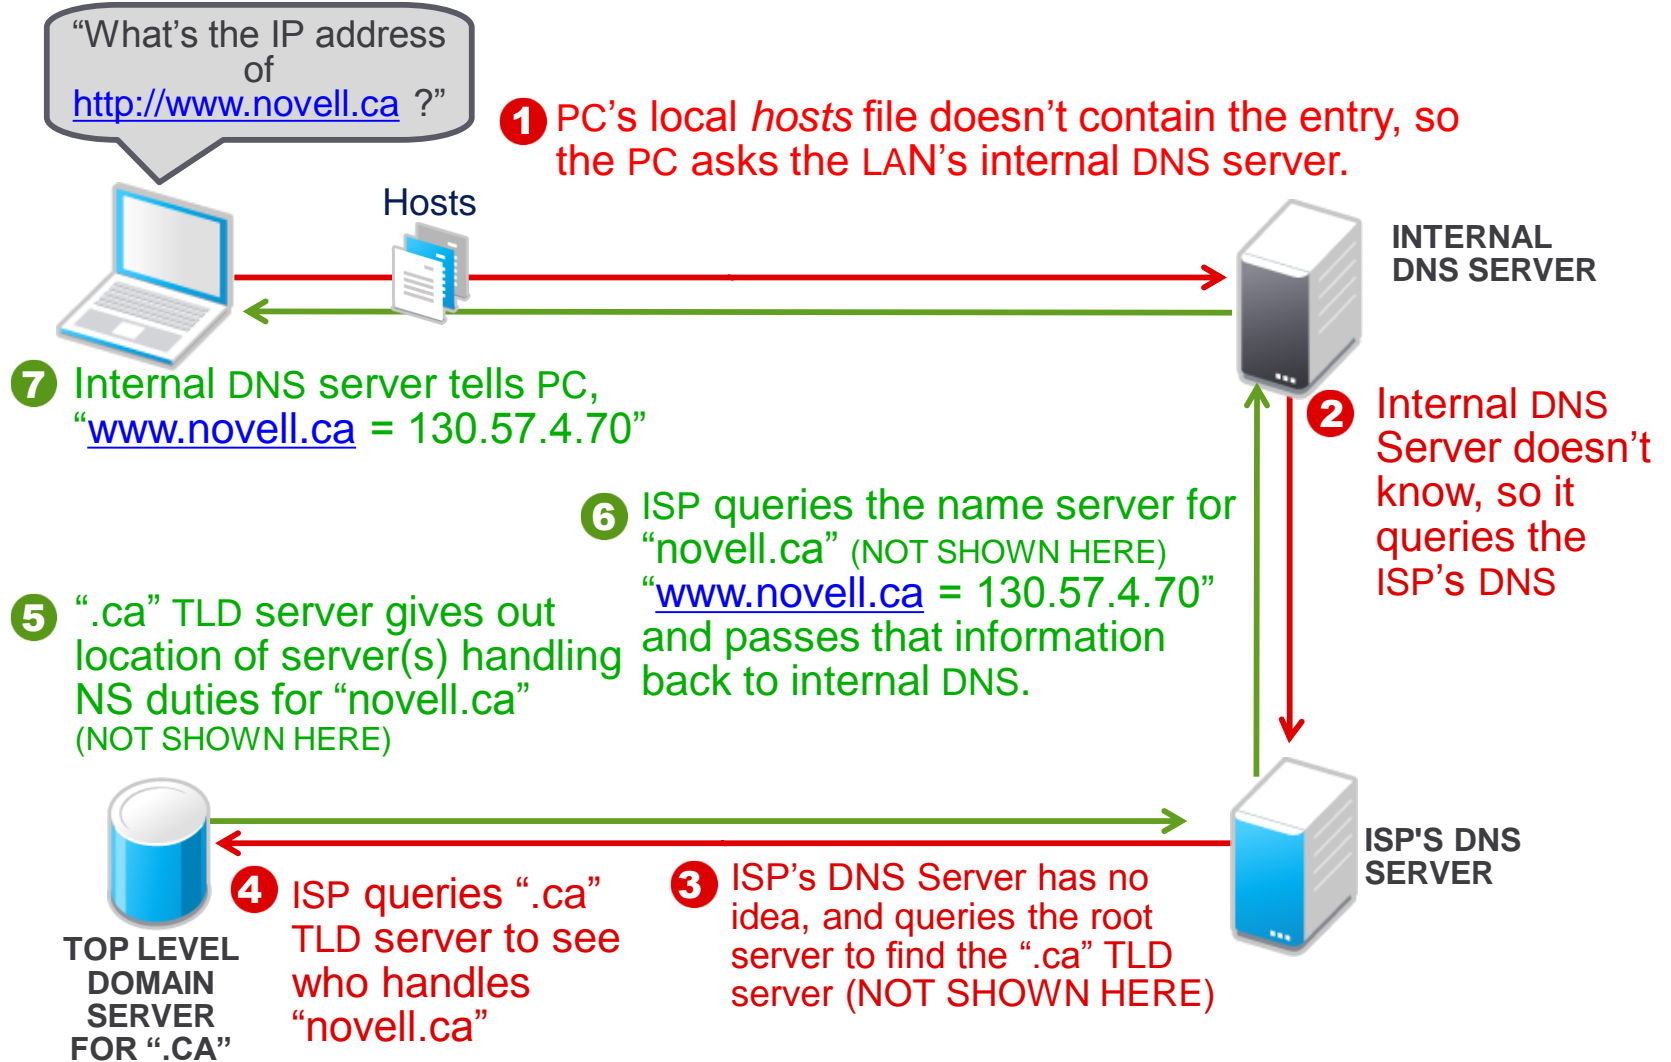 “What’s the IP address
of
http://www.novell.ca ?”
1 PC’s local hosts file doesn’t contain the entry, so
the PC asks the LAN’s internal DNS server.
Hosts
INTERNAL
DNS SERVER
7 Internal DNS server tells PC,
“www.novell.ca = 130.57.4.70”
2 Internal DNS
Server doesn’t
know, so it
queries the
ISP’s DNS
6 ISP queries the name server for
“novell.ca” (NOT SHOWN HERE)
“www.novell.ca = 130.57.4.70”
and passes that information
back to internal DNS.
5 “.ca” TLD server gives out
location of server(s) handling
NS duties for “novell.ca”
(NOT SHOWN HERE)
ISP'S DNS
SERVER
4 ISP queries “.ca”
TLD server to see
who handles
“novell.ca”
3 ISP’s DNS Server has no
idea, and queries the root
server to find the “.ca” TLD
server (NOT SHOWN HERE)
TOP LEVEL
DOMAIN
SERVER
FOR “.CA”